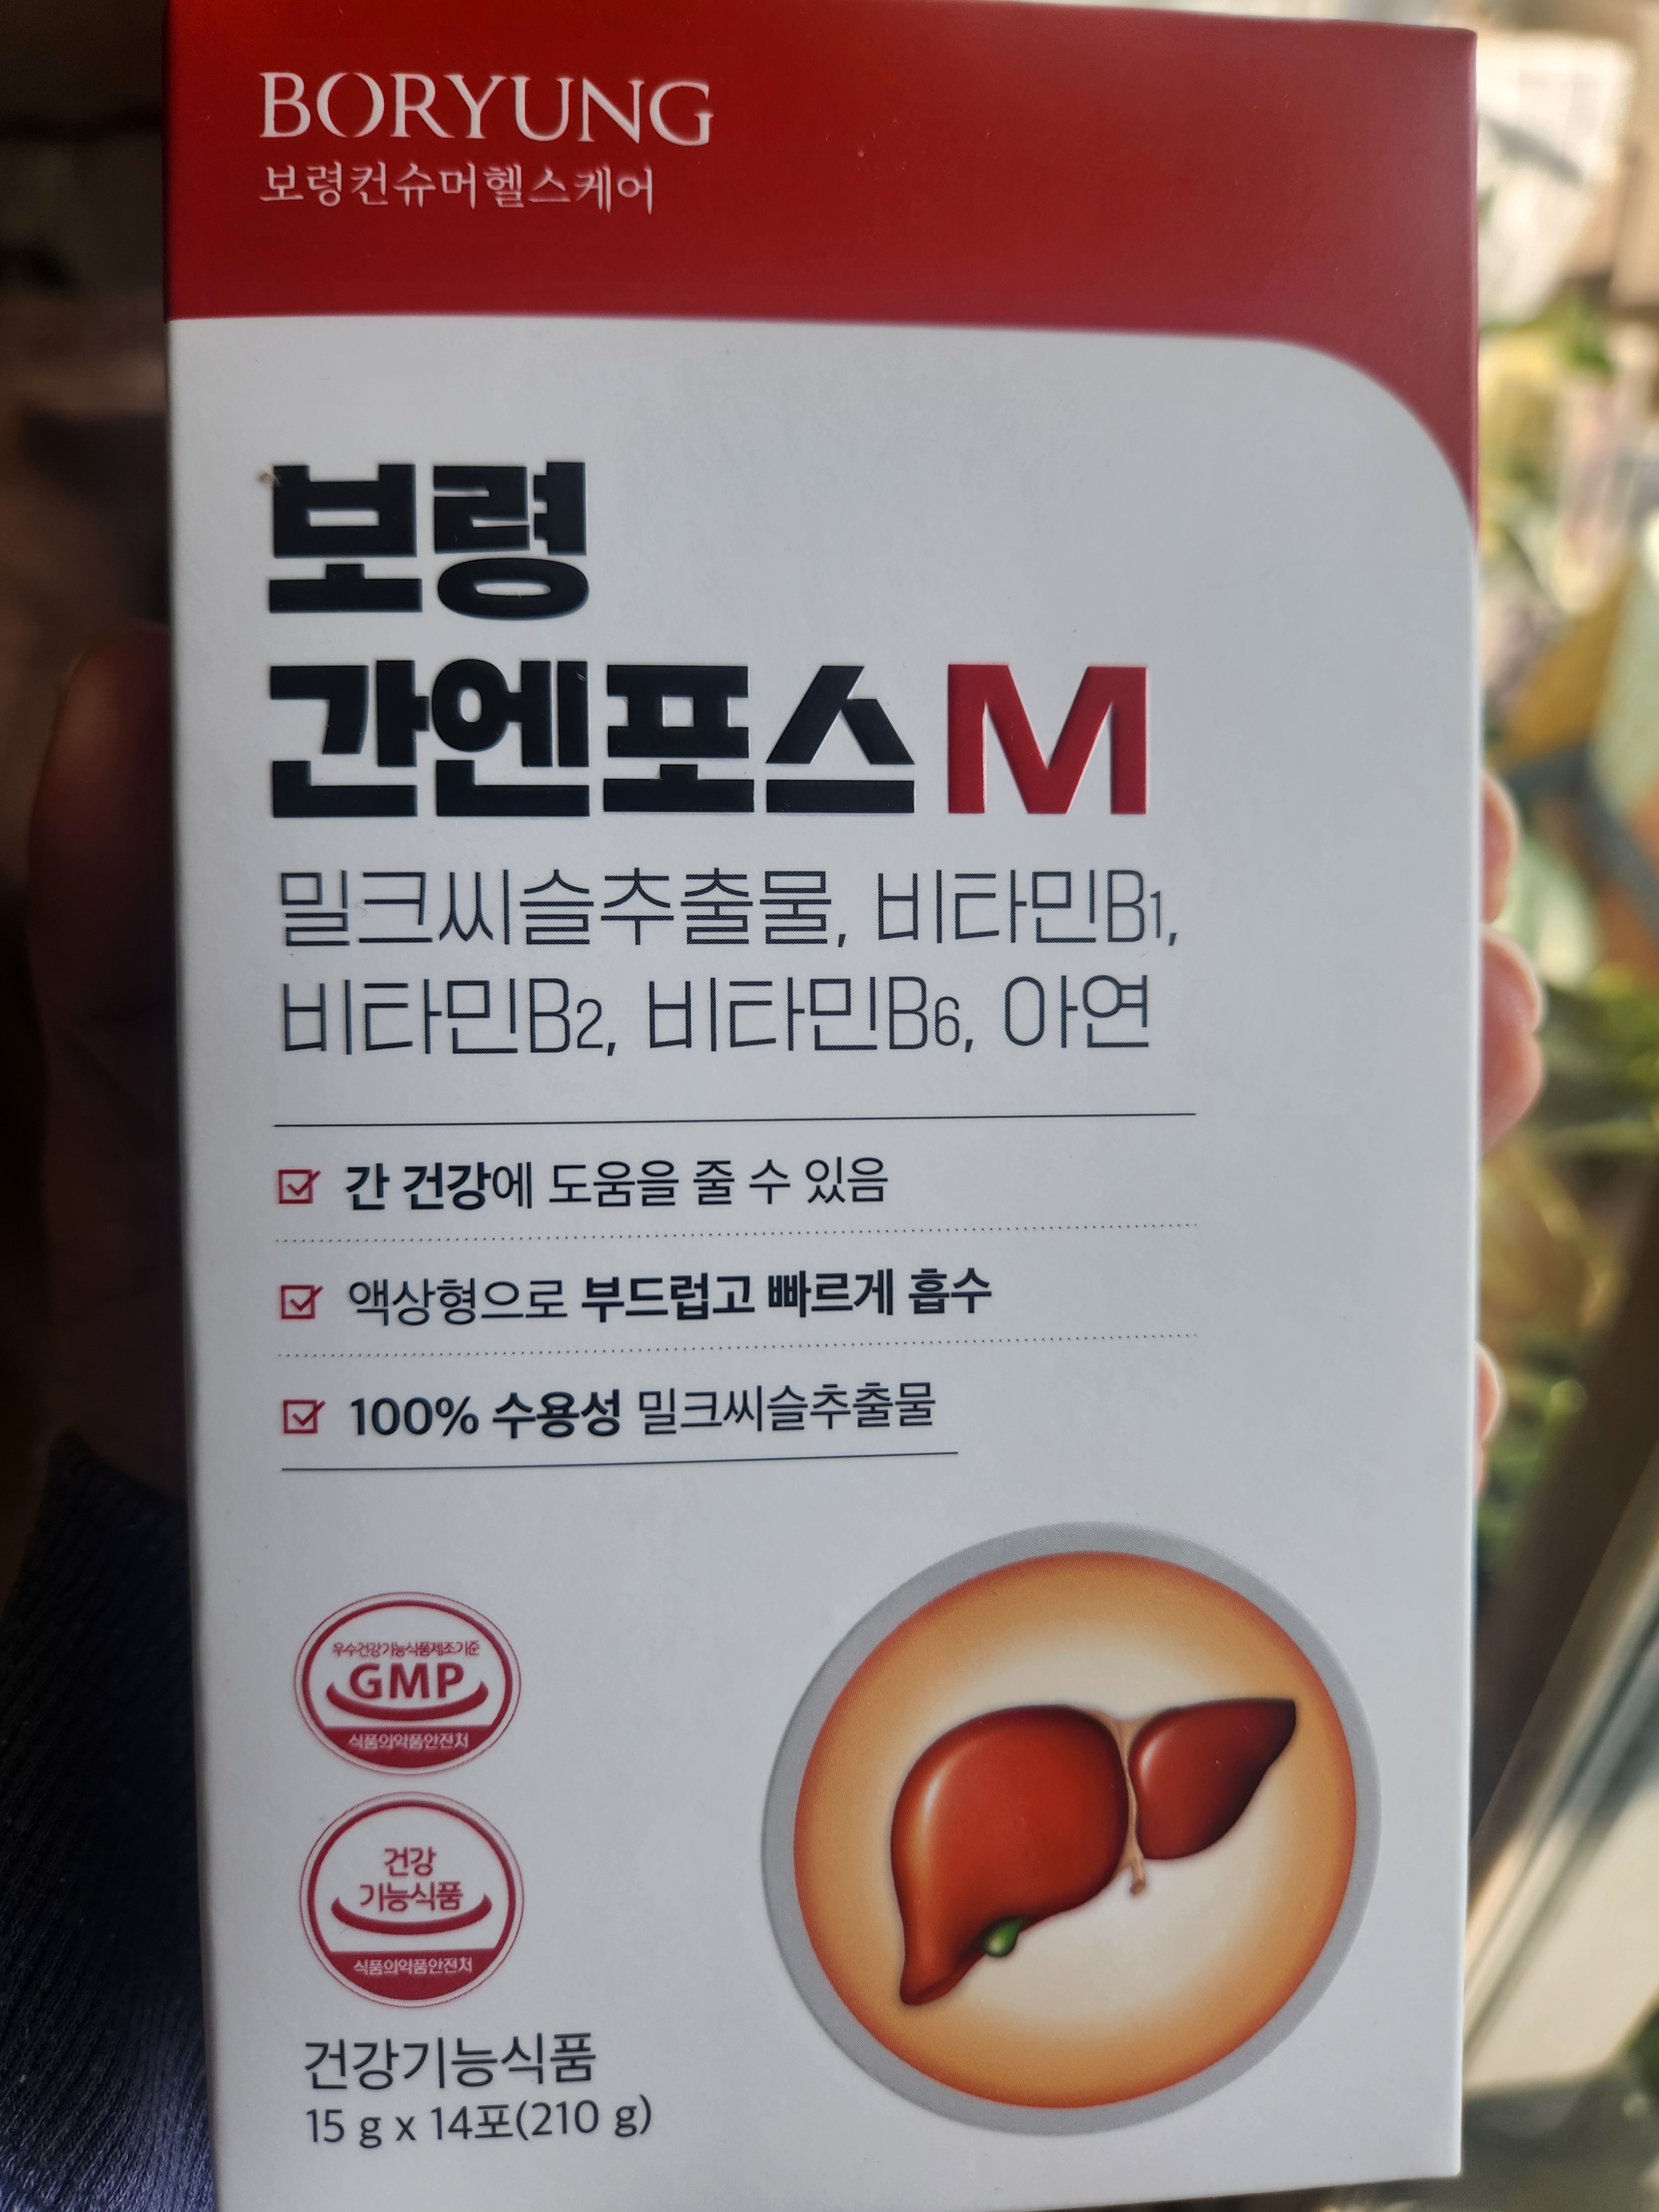 BORYUNG
보령컨슈머헬스케어
보령
간엔포스M
밀크씨슬추출물, 비타민B1,
비타민B2, 비타민B6, 아연
간 건강에 도움을 줄 수 있음
액상형으로 부드럽고 빠르게 흡수
100% 수용성 밀크씨슬추출물
우수건강기능식품제조기준
GMP
식품의약품안전처
건강
기능식품
식품의약품안전처
건강기능식품
15 g x 14포(210 g)